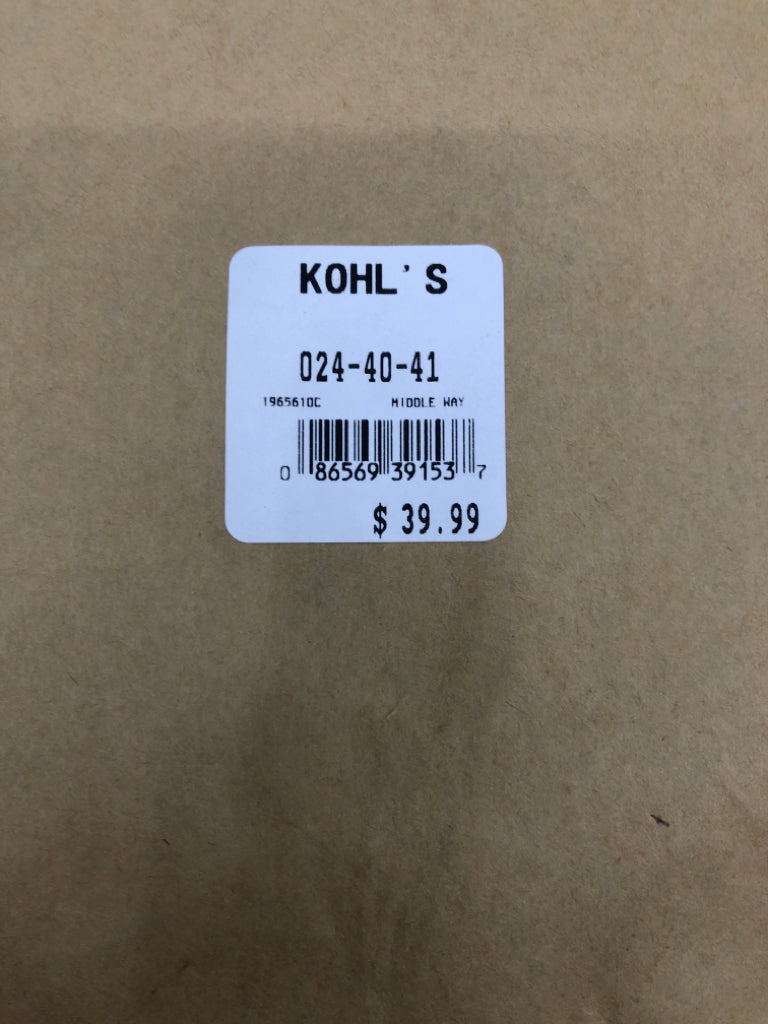 KOHL'S
024-40-41
1965610C MIDDLE WAY
0 86569 39153 7
$ 39.99